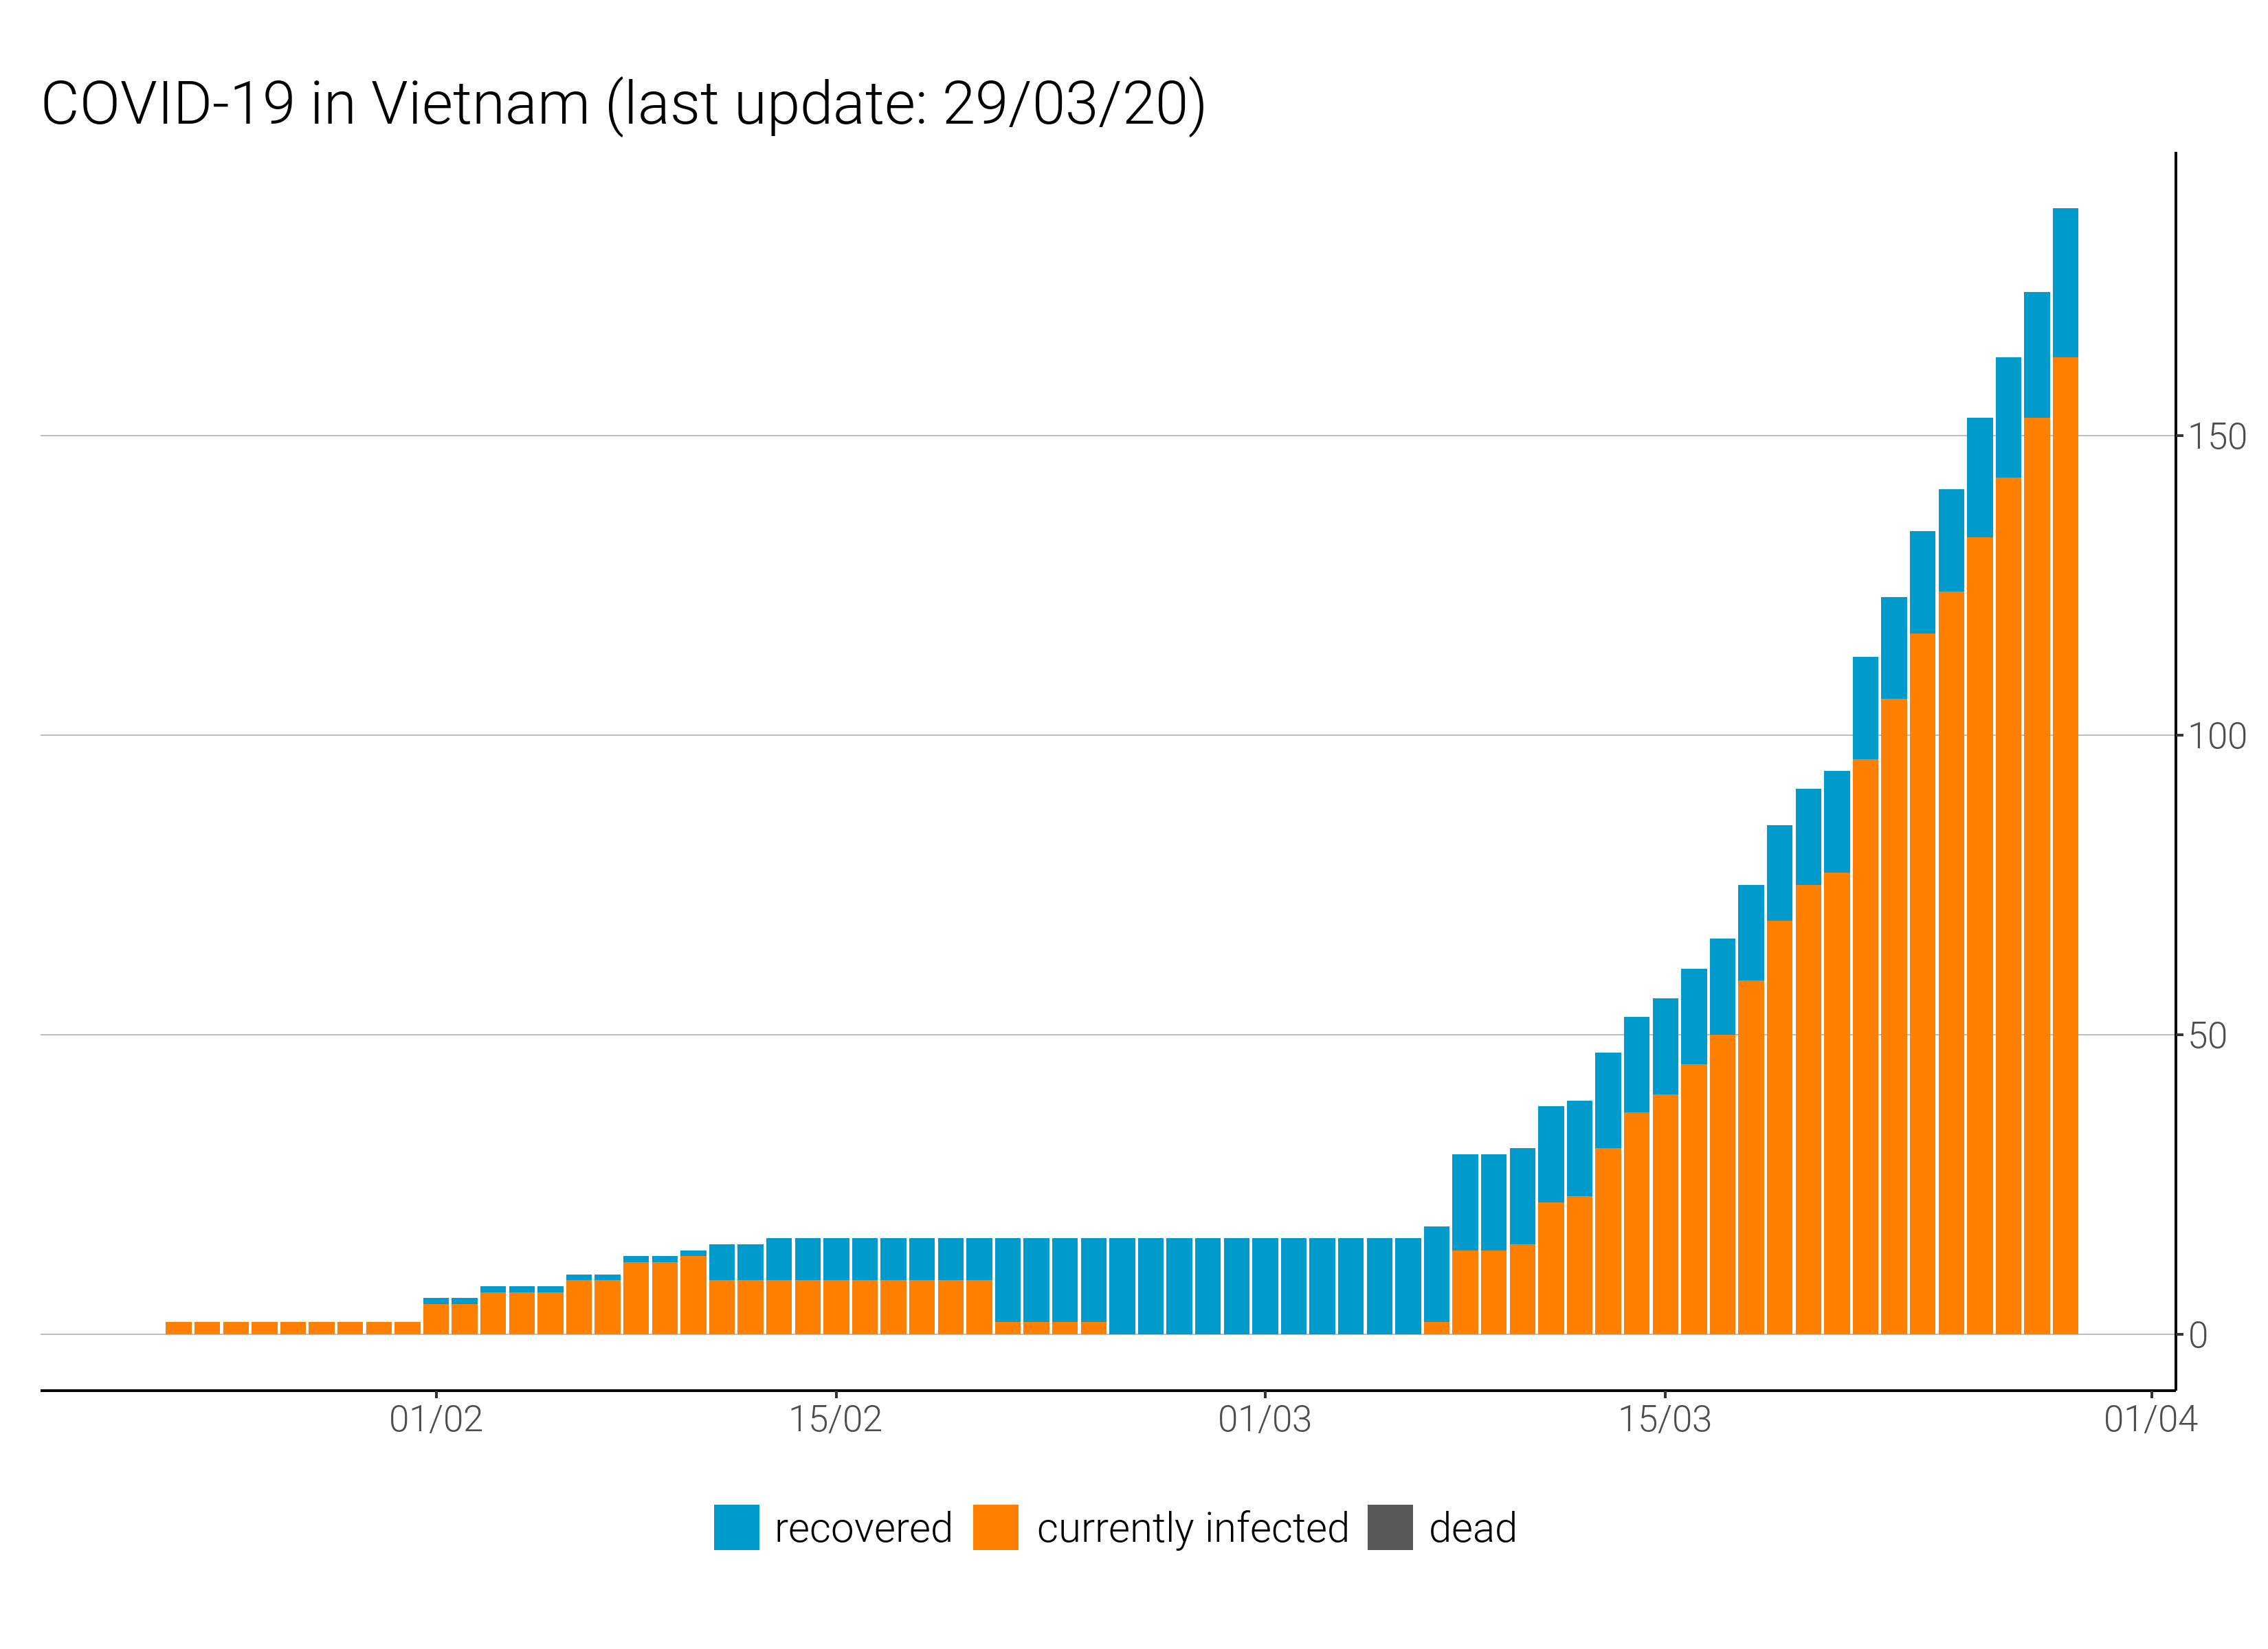 COVID-19 in Vietnam (last update: 29/03/20)
150
100
50
0
01/02 15/02 01/03 15/03 01/04
recovered currently infected dead